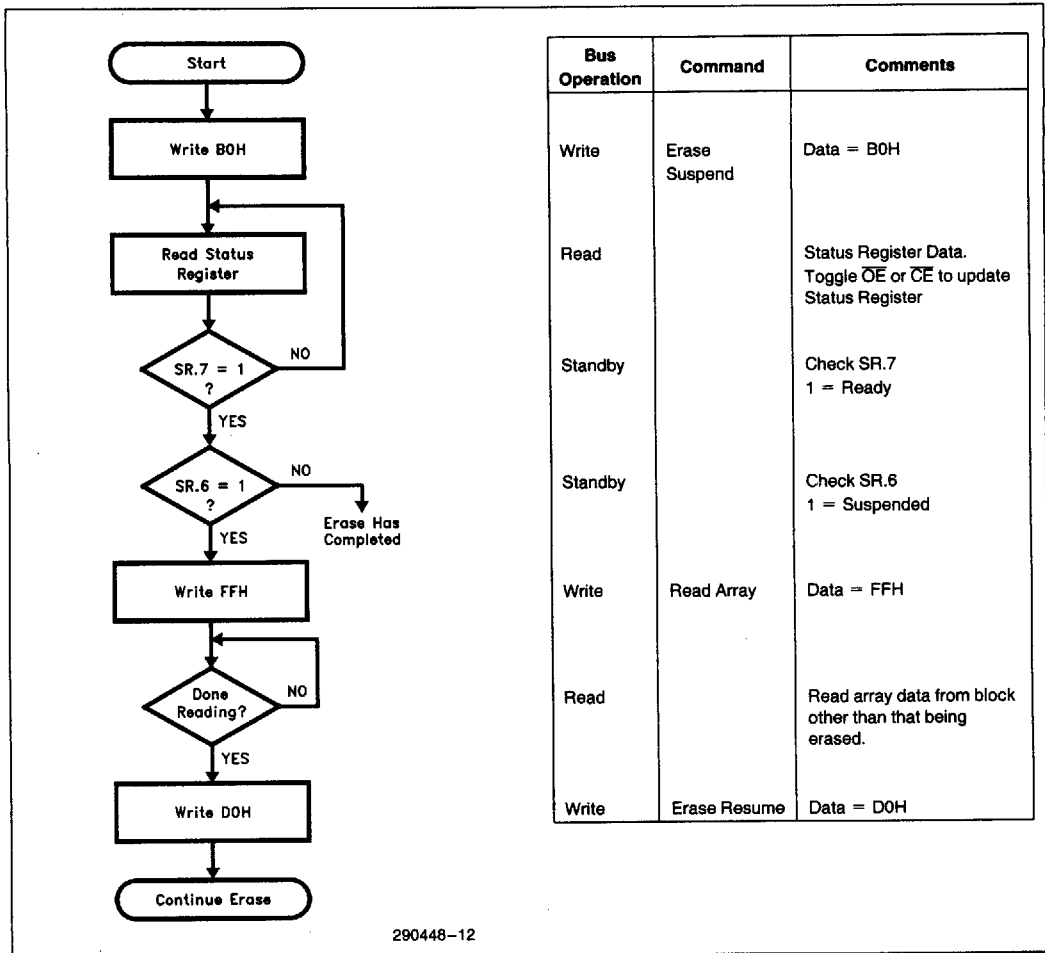 Start
Write B0H
Read Status
Register
SR.7 = 1
?
NO
YES
SR.6 = 1
?
NO
Erase Has
Completed
YES
Write FFH
Done
Reading?
NO
YES
Write D0H
Continue Erase
290448-12
Bus
Operation
Command
Comments
Write
Erase
Suspend
Data = B0H
Read
Status Register Data.
Toggle O̅E̅ or C̅E̅ to update
Status Register
Standby
Check SR.7
1 = Ready
Standby
Check SR.6
1 = Suspended
Write
Read Array
Data = FFH
Read
Read array data from block
other than that being
erased.
Write
Erase Resume
Data = D0H